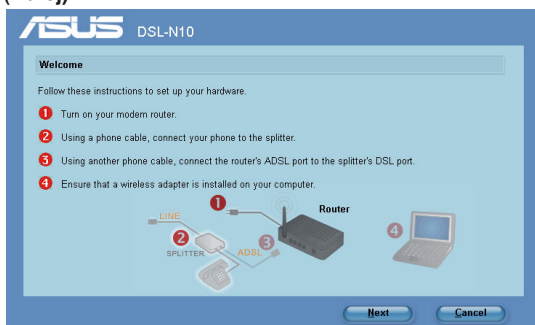 ASUS DSL-N10
Welcome
Follow these instructions to set up your hardware.
1 Turn on your modem router.
2 Using a phone cable, connect your phone to the splitter.
3 Using another phone cable, connect the router's ADSL port to the splitter's DSL port.
4 Ensure that a wireless adapter is installed on your computer.
LINE
1
Router
2
SPLITTER
ADSL
3
4
Next Cancel